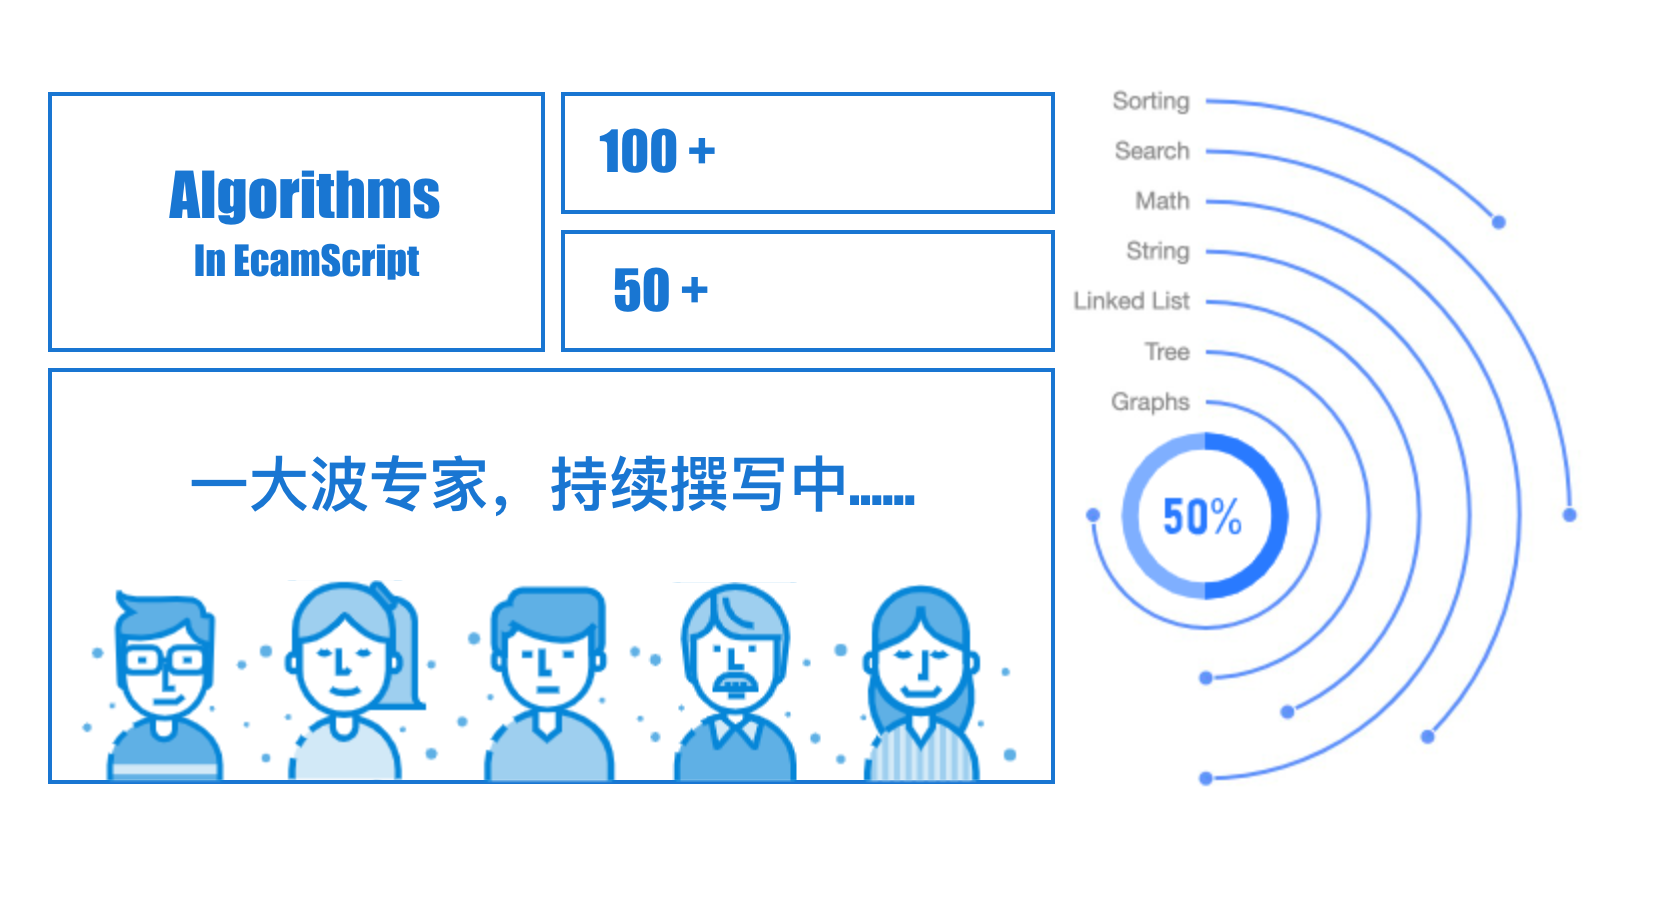 Algorithms
In EcamScript
100 +
50 +
一大波专家，持续撰写中......
Sorting
Search
Math
String
Linked List
Tree
Graphs
50%